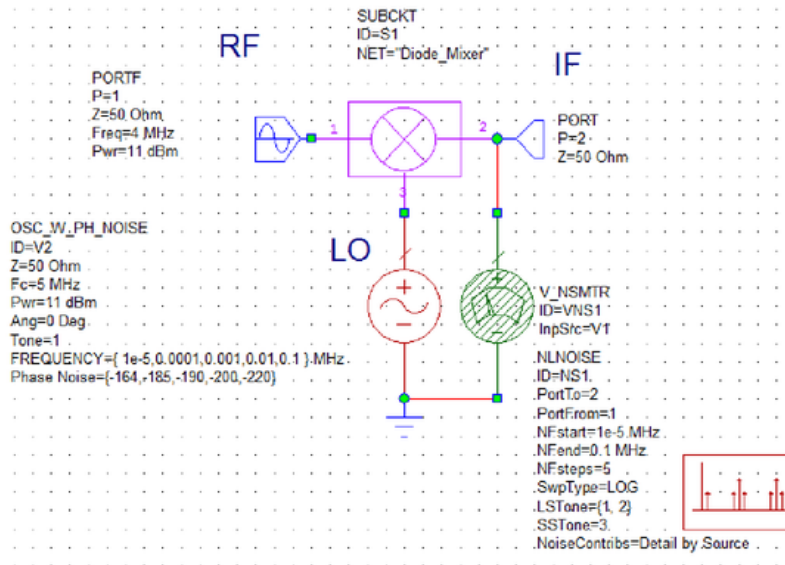 SUBCKT
ID=S1
NET="Diode_Mixer"
RF
IF
PORTF
P=1
Z=50 Ohm
Freq=4 MHz
Pwr=11 dBm
1
2
3
PORT
P=2
Z=50 Ohm
OSC_W_PH_NOISE
ID=V2
Z=50 Ohm
Fc=5 MHz
Pwr=11 dBm
Ang=0 Deg
Tone=1
FREQUENCY={ 1e-5,0.0001,0.001,0.01,0.1 } MHz
Phase Noise={-164,-185,-190,-200,-220}
LO
V_NSMTR
ID=VNS1
InpSrc=V1
NLNOISE
ID=NS1
PortTo=2
PortFrom=1
NFstart=1e-5 MHz
NFend=0.1 MHz
NFsteps=5
SwpType=LOG
LSTone={1, 2}
SSTone=3
NoiseContribs=Detail by Source